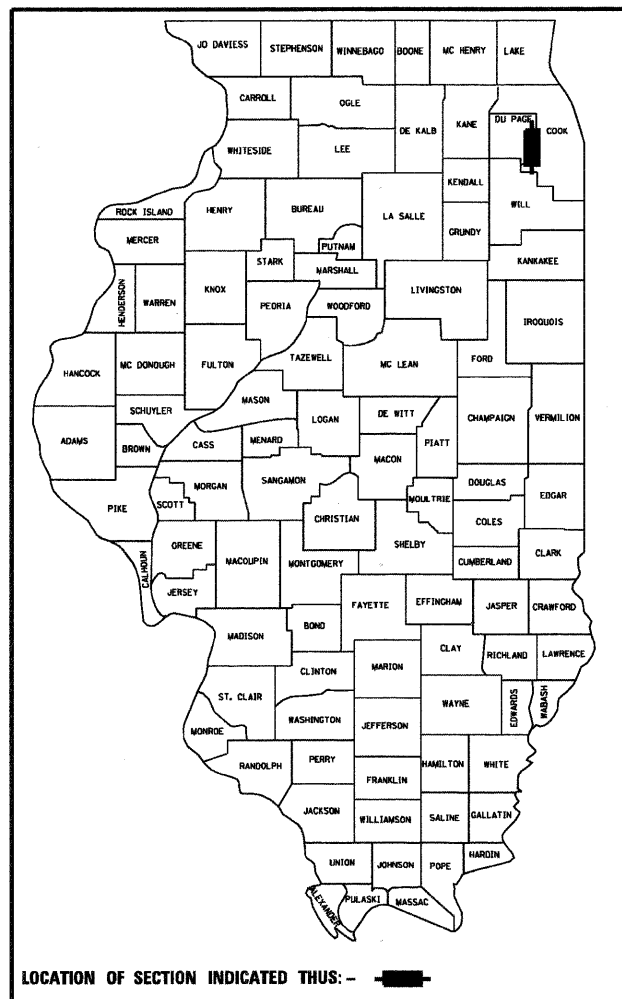 JO DAVIESS
STEPHENSON
WINNEBAGO
BOONE
MC HENRY
LAKE
CARROLL
OGLE
DE KALB
KANE
DU PAGE
COOK
WHITESIDE
LEE
KENDALL
WILL
ROCK ISLAND
HENRY
BUREAU
LA SALLE
GRUNDY
MERCER
PUTNAM
STARK
MARSHALL
KANKAKEE
HENDERSON
WARREN
KNOX
PEORIA
WOODFORD
LIVINGSTON
IROQUOIS
HANCOCK
MC DONOUGH
FULTON
TAZEWELL
MC LEAN
FORD
MASON
SCHUYLER
LOGAN
DE WITT
CHAMPAIGN
VERMILION
ADAMS
BROWN
CASS
MENARD
MACON
PIATT
PIKE
SCOTT
MORGAN
SANGAMON
MOULTRIE
DOUGLAS
EDGAR
CHRISTIAN
COLES
CALHOUN
GREENE
MACOUPIN
MONTGOMERY
SHELBY
CUMBERLAND
CLARK
JERSEY
FAYETTE
EFFINGHAM
JASPER
CRAWFORD
MADISON
BOND
CLAY
RICHLAND
LAWRENCE
CLINTON
MARION
ST. CLAIR
WAYNE
EDWARDS
WABASH
MONROE
WASHINGTON
JEFFERSON
RANDOLPH
PERRY
HAMILTON
WHITE
FRANKLIN
JACKSON
WILLIAMSON
SALINE
GALLATIN
UNION
JOHNSON
POPE
HARDIN
ALEXANDER
PULASKI
MASSAC
LOCATION OF SECTION INDICATED THUS: -